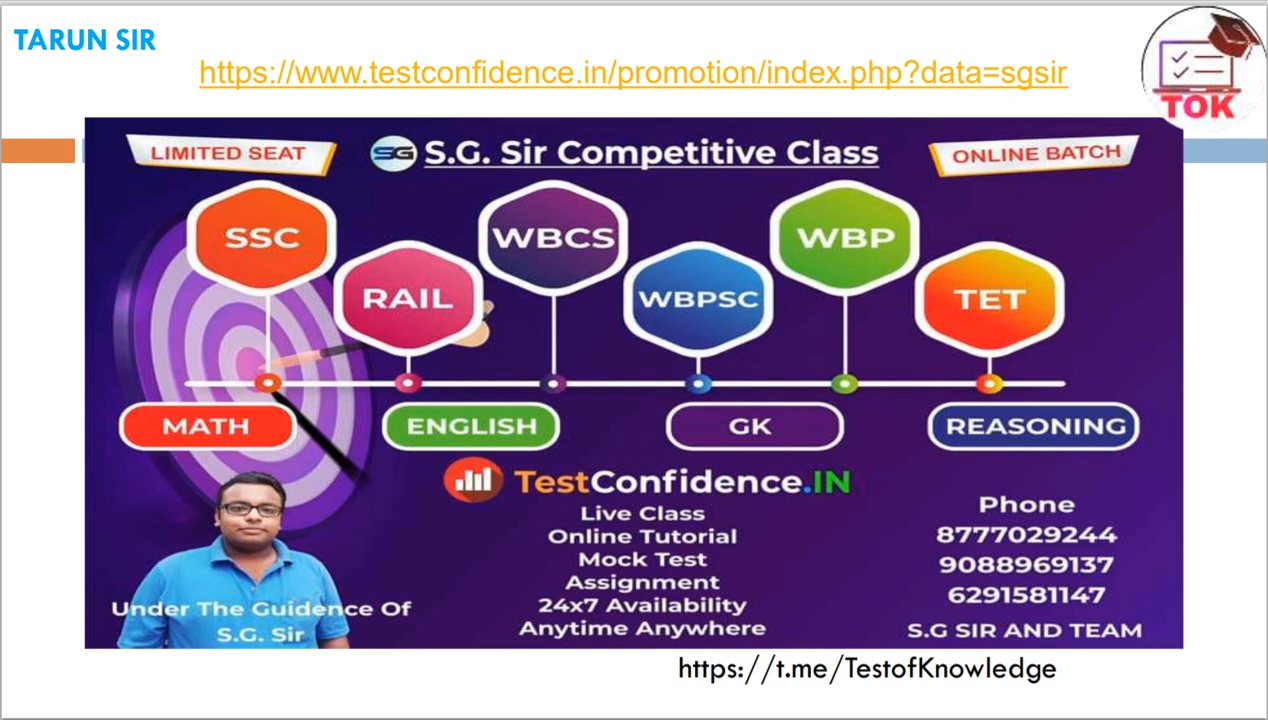 TARUN SIR
https://www.testconfidence.in/promotion/index.php?data=sgsir
TOK
LIMITED SEAT
SG S.G. Sir Competitive Class
ONLINE BATCH
SSC
RAIL
WBCS
WBPSC
WBP
TET
MATH
ENGLISH
GK
REASONING
TestConfidence.IN
Live Class
Online Tutorial
Mock Test
Assignment
24x7 Availability
Anytime Anywhere
Phone
8777029244
9088969137
6291581147
S.G SIR AND TEAM
Under The Guidence Of
S.G. Sir
https://t.me/TestofKnowledge